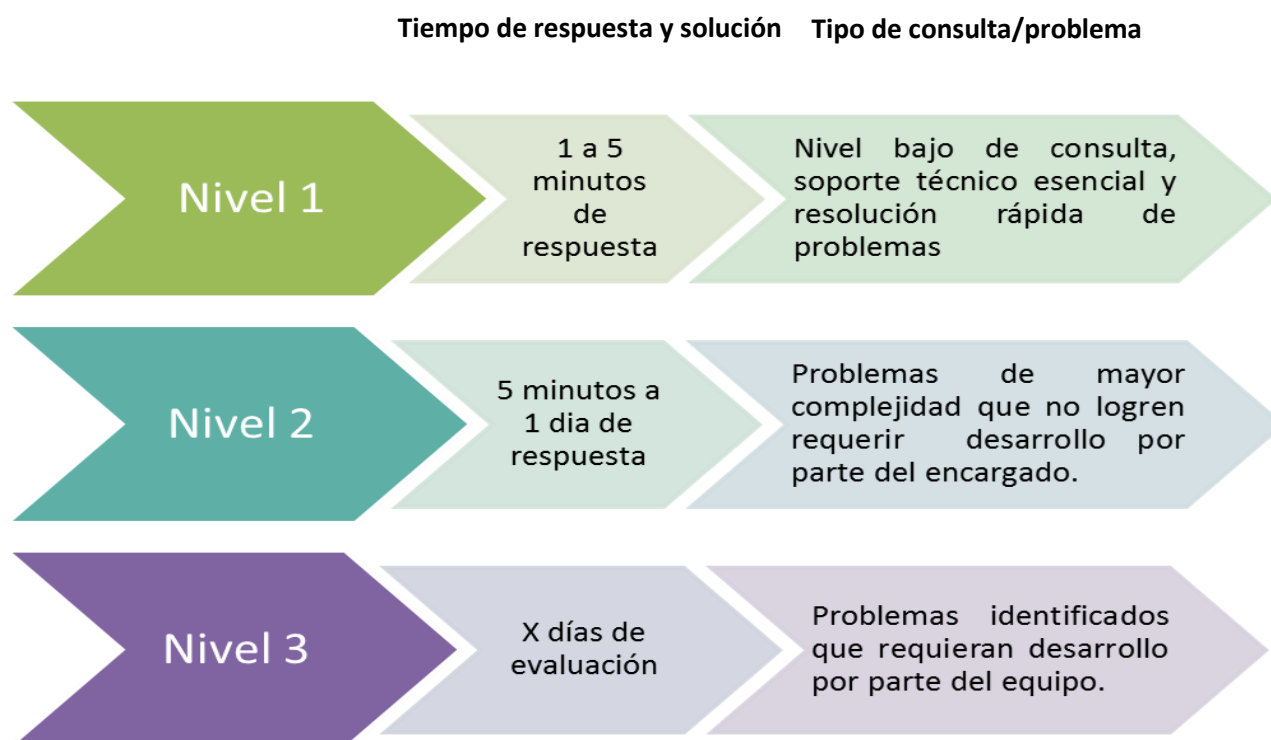 Tiempo de respuesta y solución Tipo de consulta/problema
Nivel 1
1 a 5
minutos
de
respuesta
Nivel bajo de consulta,
soporte técnico esencial y
resolución rápida de
problemas
Nivel 2
5 minutos a
1 dia de
respuesta
Problemas de mayor
complejidad que no logren
requerir desarrollo por
parte del encargado.
Nivel 3
X días de
evaluación
Problemas identificados
que requieran desarrollo
por parte del equipo.